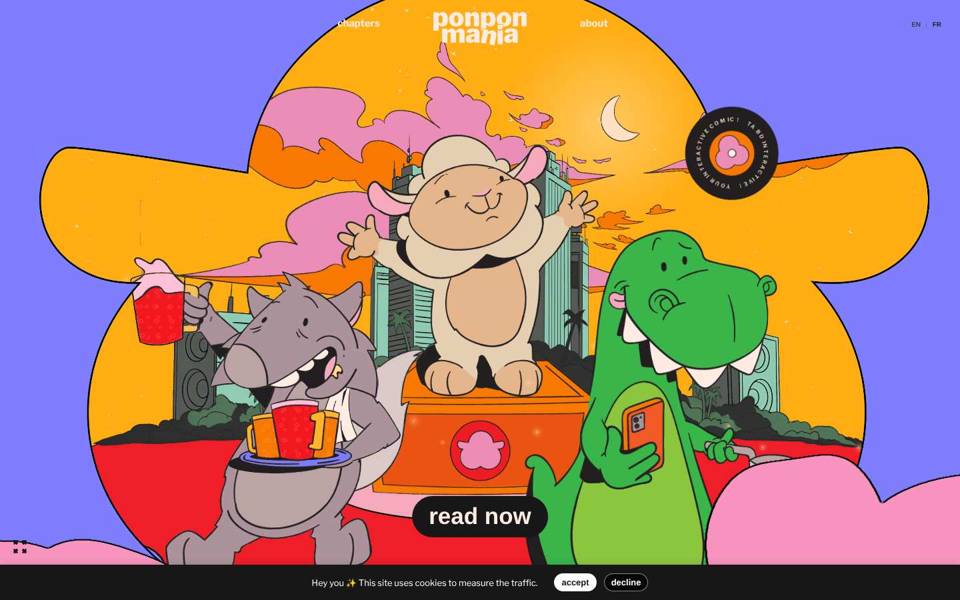 chapters
ponpon
mania
about
EN | FR
YOUR INTERACTIVE COMIC !
TA BD INTERACTIVE !
read now
Hey you ✨ This site uses cookies to measure the traffic.
accept
decline